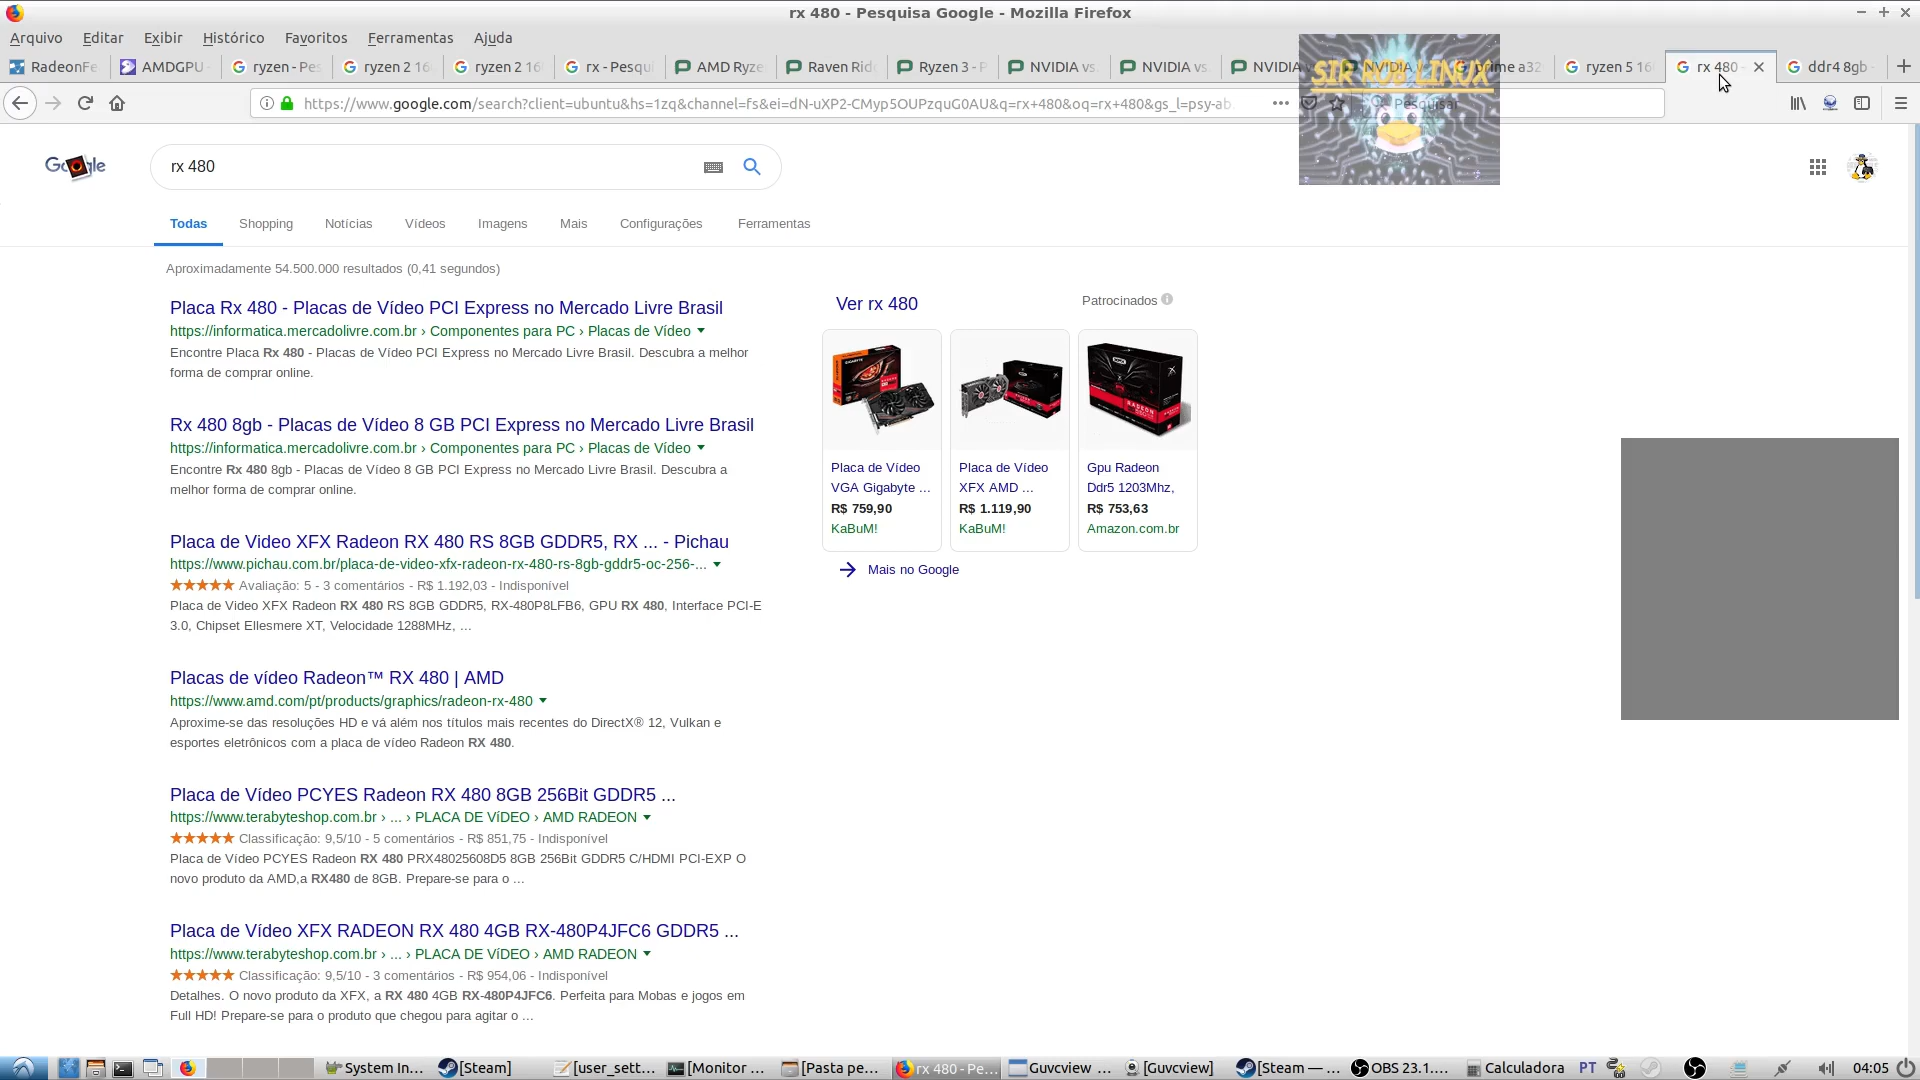 rx 480 - Pesquisa Google - Mozilla Firefox
Arquivo Editar Exibir Histórico Favoritos Ferramentas Ajuda
RadeonFe AMDGPU ryzen - Pes ryzen 2 16 ryzen 2 16 rx - Pesqui AMD Ryze Raven Rid Ryzen 3 - P NVIDIA vs NVIDIA vs NVIDIA v NVIDIA v prime a32 ryzen 5 16 rx 480 - ddr4 8gb
SIR ROB LINUX
https://www.google.com/search?client=ubuntu&hs=1zq&channel=fs&ei=dN-uXP2-CMyp5OUPzquG0AU&q=rx+480&oq=rx+480&gs_l=psy-ab. Pesquisar
Google
rx 480
Todas Shopping Notícias Vídeos Imagens Mais Configurações Ferramentas
Aproximadamente 54.500.000 resultados (0,41 segundos)
Placa Rx 480 - Placas de Vídeo PCI Express no Mercado Livre Brasil
https://informatica.mercadolivre.com.br › Componentes para PC › Placas de Vídeo
Encontre Placa Rx 480 - Placas de Vídeo PCI Express no Mercado Livre Brasil. Descubra a melhor
forma de comprar online.
Rx 480 8gb - Placas de Vídeo 8 GB PCI Express no Mercado Livre Brasil
https://informatica.mercadolivre.com.br › Componentes para PC › Placas de Vídeo
Encontre Rx 480 8gb - Placas de Vídeo 8 GB PCI Express no Mercado Livre Brasil. Descubra a
melhor forma de comprar online.
Placa de Video XFX Radeon RX 480 RS 8GB GDDR5, RX ... - Pichau
https://www.pichau.com.br/placa-de-video-xfx-radeon-rx-480-rs-8gb-gddr5-oc-256-...
Avaliação: 5 - 3 comentários - R$ 1.192,03 - Indisponível
Placa de Video XFX Radeon RX 480 RS 8GB GDDR5, RX-480P8LFB6, GPU RX 480, Interface PCI-E
3.0, Chipset Ellesmere XT, Velocidade 1288MHz, ...
Placas de vídeo Radeon™ RX 480 | AMD
https://www.amd.com/pt/products/graphics/radeon-rx-480
Aproxime-se das resoluções HD e vá além nos títulos mais recentes do DirectX® 12, Vulkan e
esportes eletrônicos com a placa de vídeo Radeon RX 480.
Placa de Vídeo PCYES Radeon RX 480 8GB 256Bit GDDR5 ...
https://www.terabyteshop.com.br › ... › PLACA DE VíDEO › AMD RADEON
Classificação: 9,5/10 - 5 comentários - R$ 851,75 - Indisponível
Placa de Vídeo PCYES Radeon RX 480 PRX48025608D5 8GB 256Bit GDDR5 C/HDMI PCI-EXP O
novo produto da AMD,a RX480 de 8GB. Prepare-se para o ...
Placa de Vídeo XFX RADEON RX 480 4GB RX-480P4JFC6 GDDR5 ...
https://www.terabyteshop.com.br › ... › PLACA DE VíDEO › AMD RADEON
Classificação: 9,5/10 - 3 comentários - R$ 954,06 - Indisponível
Detalhes. O novo produto da XFX, a RX 480 4GB RX-480P4JFC6. Perfeita para Mobas e jogos em
Full HD! Prepare-se para o produto que chegou para agitar o ...
Ver rx 480
Patrocinados
Placa de Vídeo
VGA Gigabyte ...
R$ 759,90
KaBuM!
Placa de Vídeo
XFX AMD ...
R$ 1.119,90
KaBuM!
Gpu Radeon
Ddr5 1203Mhz,
R$ 753,63
Amazon.com.br
Mais no Google
System In... [Steam] [user_sett... [Monitor ... [Pasta pe... rx 480 - Pe... Guvcview ... [Guvcview] [Steam — ... OBS 23.1.... Calculadora PT 04:05